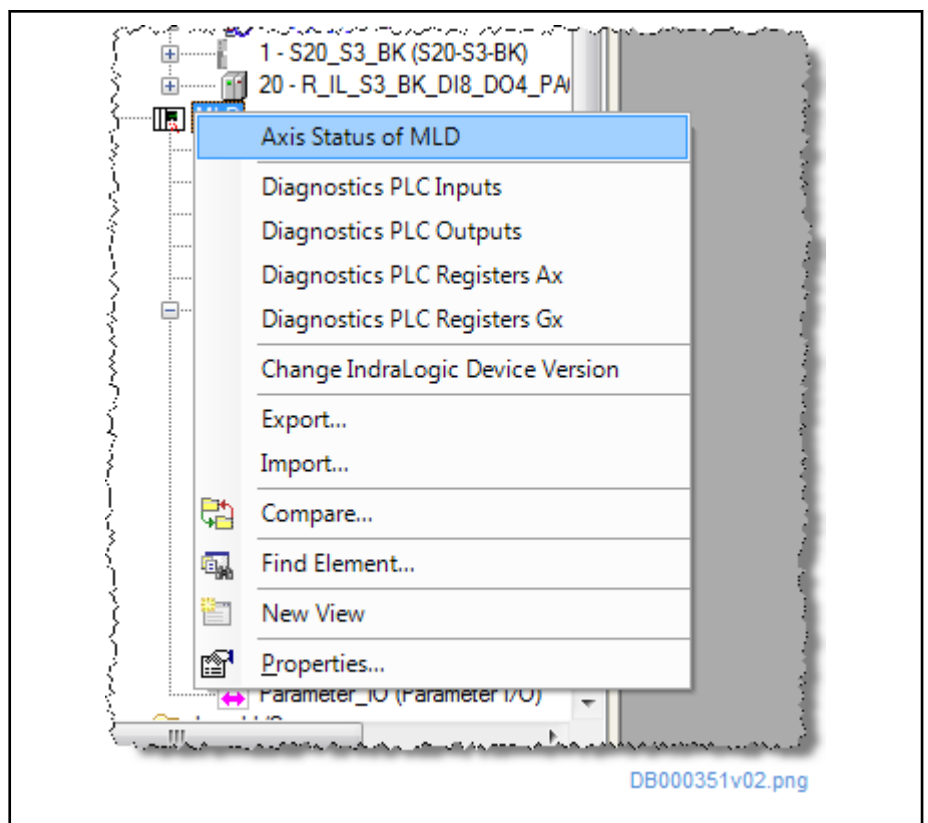 1 - S20_S3_BK (S20-S3-BK)
20 - R_IL_S3_BK_DI8_DO4_PA
MLD
Axis Status of MLD
Diagnostics PLC Inputs
Diagnostics PLC Outputs
Diagnostics PLC Registers Ax
Diagnostics PLC Registers Gx
Change IndraLogic Device Version
Export...
Import...
Compare...
Find Element...
New View
Properties...
Parameter_IO (Parameter I/O)
DB000351v02.png